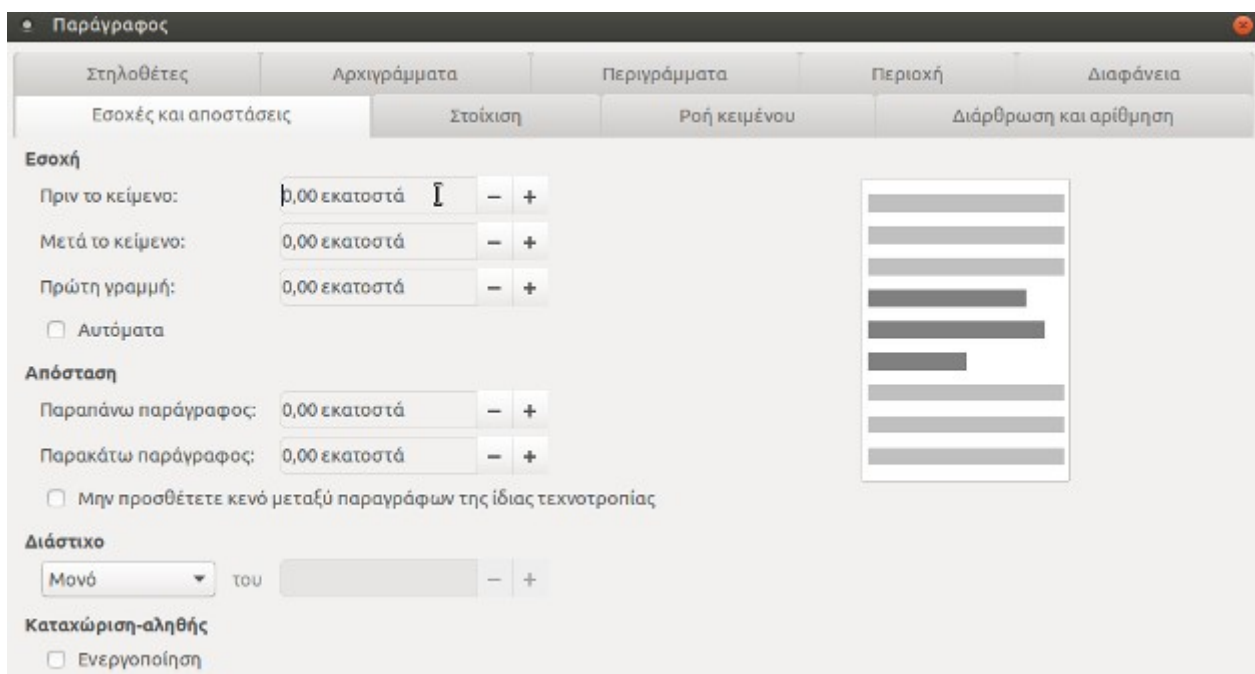 Παράγραφος
Στηλοθέτες Αρχιγράμματα Περιγράμματα Περιοχή Διαφάνεια
Εσοχές και αποστάσεις Στοίχιση Ροή κειμένου Διάρθρωση και αρίθμηση
Εσοχή
Πριν το κείμενο: 0,00 εκατοστά − +
Μετά το κείμενο: 0,00 εκατοστά − +
Πρώτη γραμμή: 0,00 εκατοστά − +
Αυτόματα
Απόσταση
Παραπάνω παράγραφος: 0,00 εκατοστά − +
Παρακάτω παράγραφος: 0,00 εκατοστά − +
Μην προσθέτετε κενό μεταξύ παραγράφων της ίδιας τεχνοτροπίας
Διάστιχο
Μονό του − +
Καταχώριση-αληθής
Ενεργοποίηση